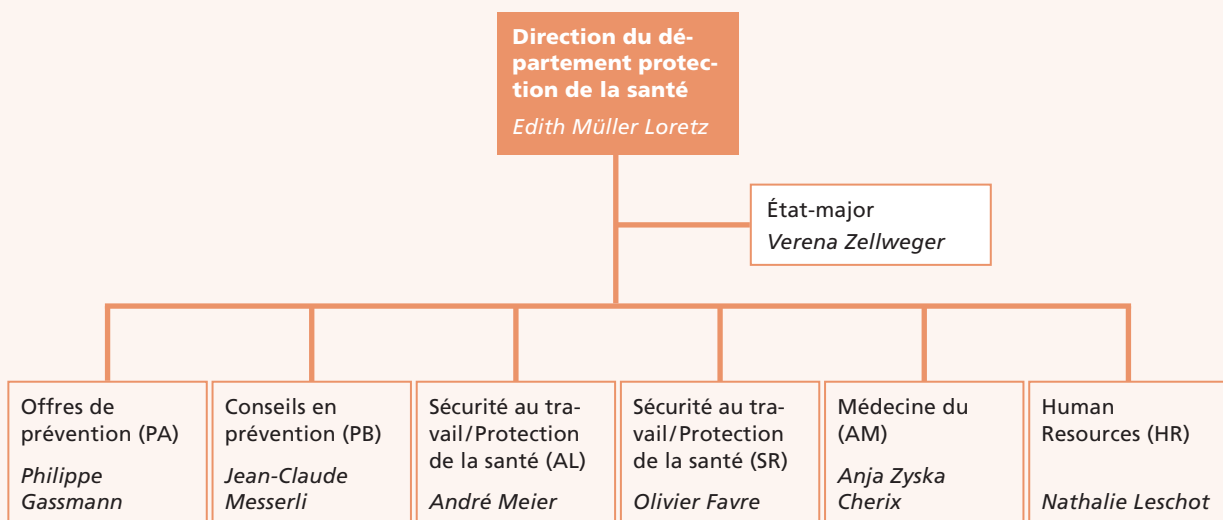 Direction du dé-
partement protec-
tion de la santé
Edith Müller Loretz
État-major
Verena Zellweger
Offres de
prévention (PA)
Philippe
Gassmann
Conseils en
prévention (PB)
Jean-Claude
Messerli
Sécurité au tra-
vail/Protection
de la santé (AL)
André Meier
Sécurité au tra-
vail/Protection
de la santé (SR)
Olivier Favre
Médecine du
(AM)
Anja Zyska
Cherix
Human
Resources (HR)
Nathalie Leschot